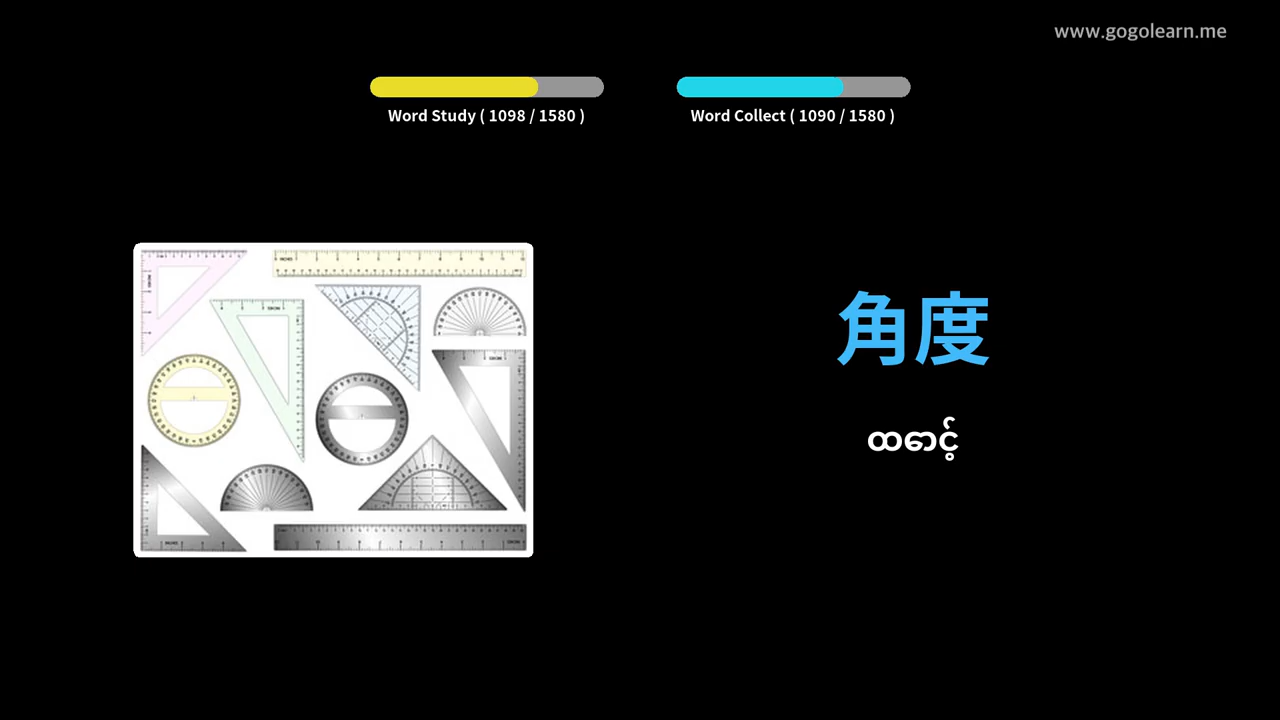 www.gogolearn.me
Word Study ( 1098 / 1580 )
Word Collect ( 1090 / 1580 )
角度
ထောင့်